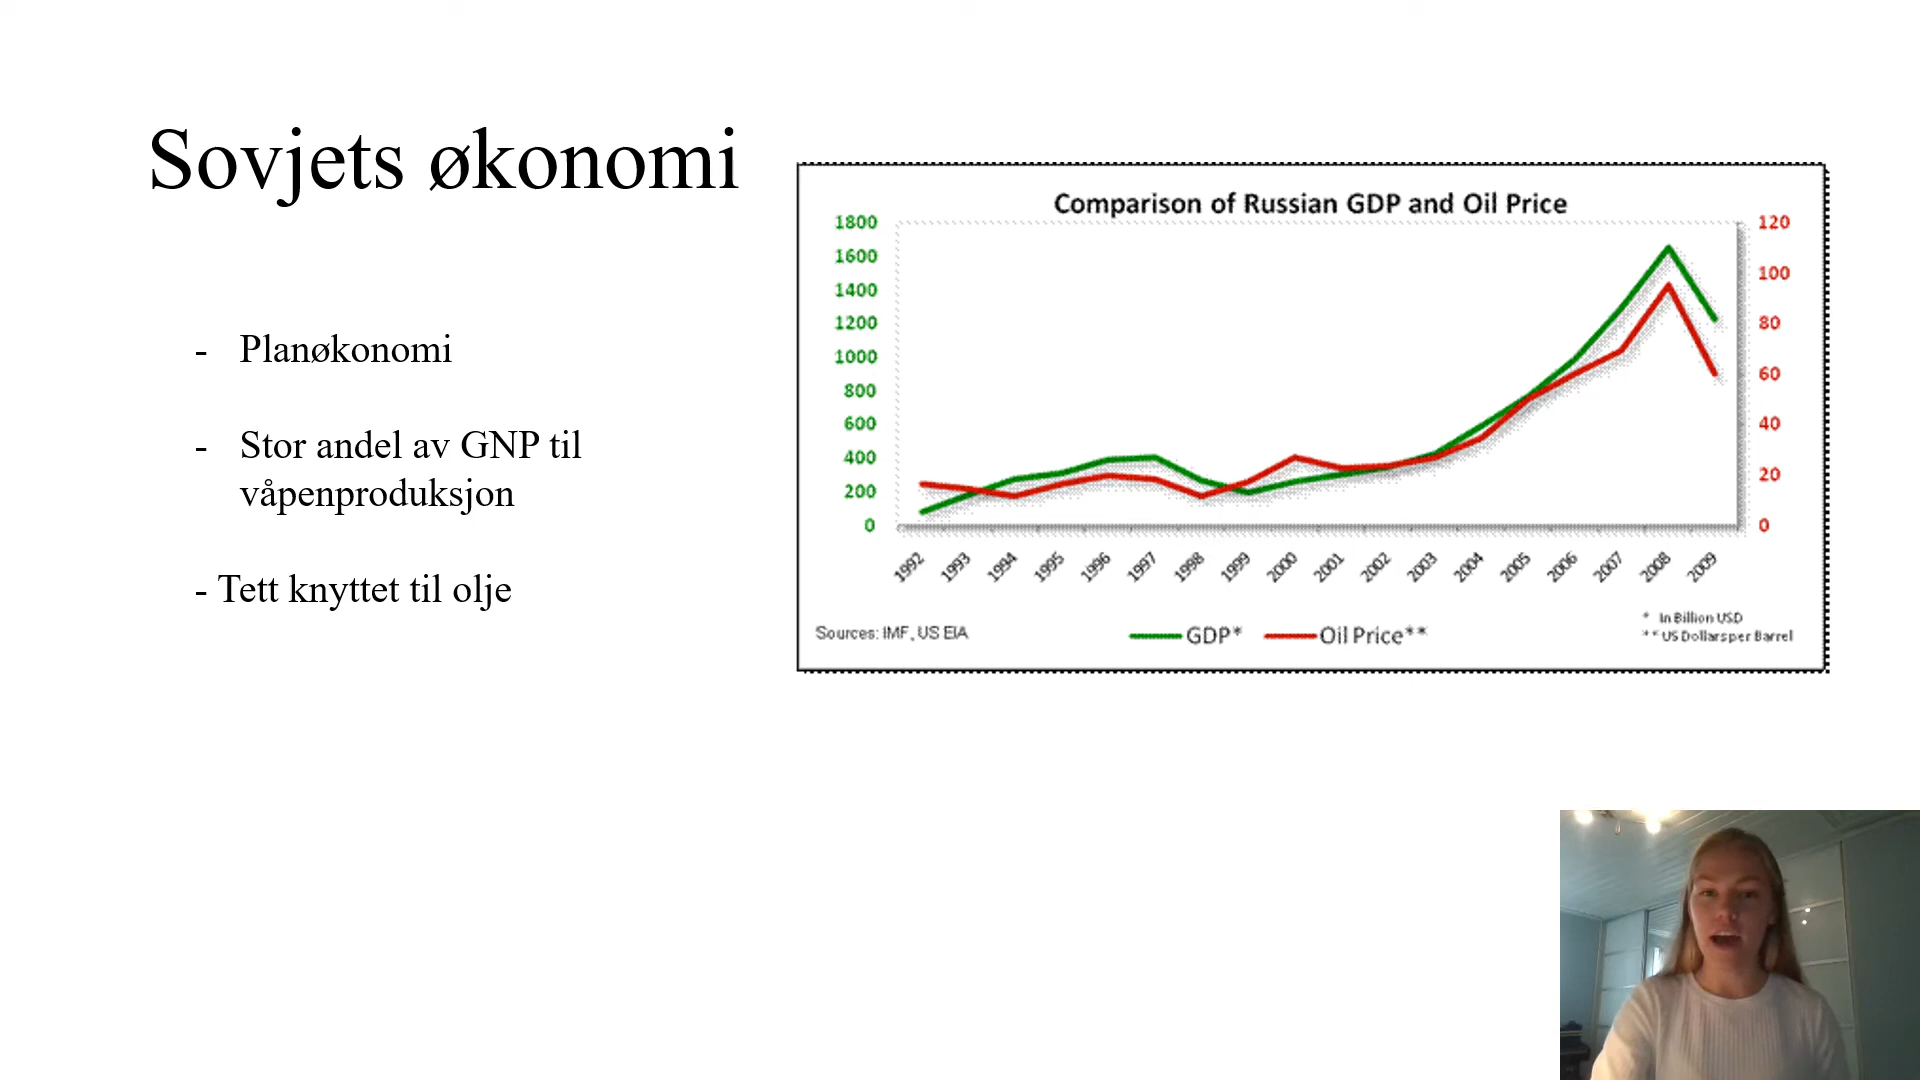 Sovjets økonomi
- Planøkonomi
- Stor andel av GNP til
våpenproduksjon
- Tett knyttet til olje
Comparison of Russian GDP and Oil Price
1800
1600
1400
1200
1000
800
600
400
200
0
120
100
80
60
40
20
0
1992 1993 1994 1995 1996 1997 1998 1999 2000 2001 2002 2003 2004 2005 2006 2007 2008 2009
Sources: IMF, US EIA
GDP* Oil Price**
* In Billion USD
** US Dollars per Barrel